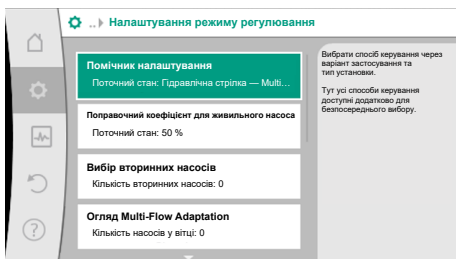 ..▸ Налаштування режиму регулювання
Помічник налаштування
Поточний стан: Гідравлічна стрілка — Multi…
Поправочний коефіцієнт для живильного насоса
Поточний стан: 50 %
Вибір вторинних насосів
Кількість вторинних насосів: 0
Огляд Multi-Flow Adaptation
Кількість насосів у вітці: 0
Вибрати спосіб керування через
варіант застосування та
тип установки.
Тут усі способи керування
доступні додатково для
безпосереднього вибору.
?